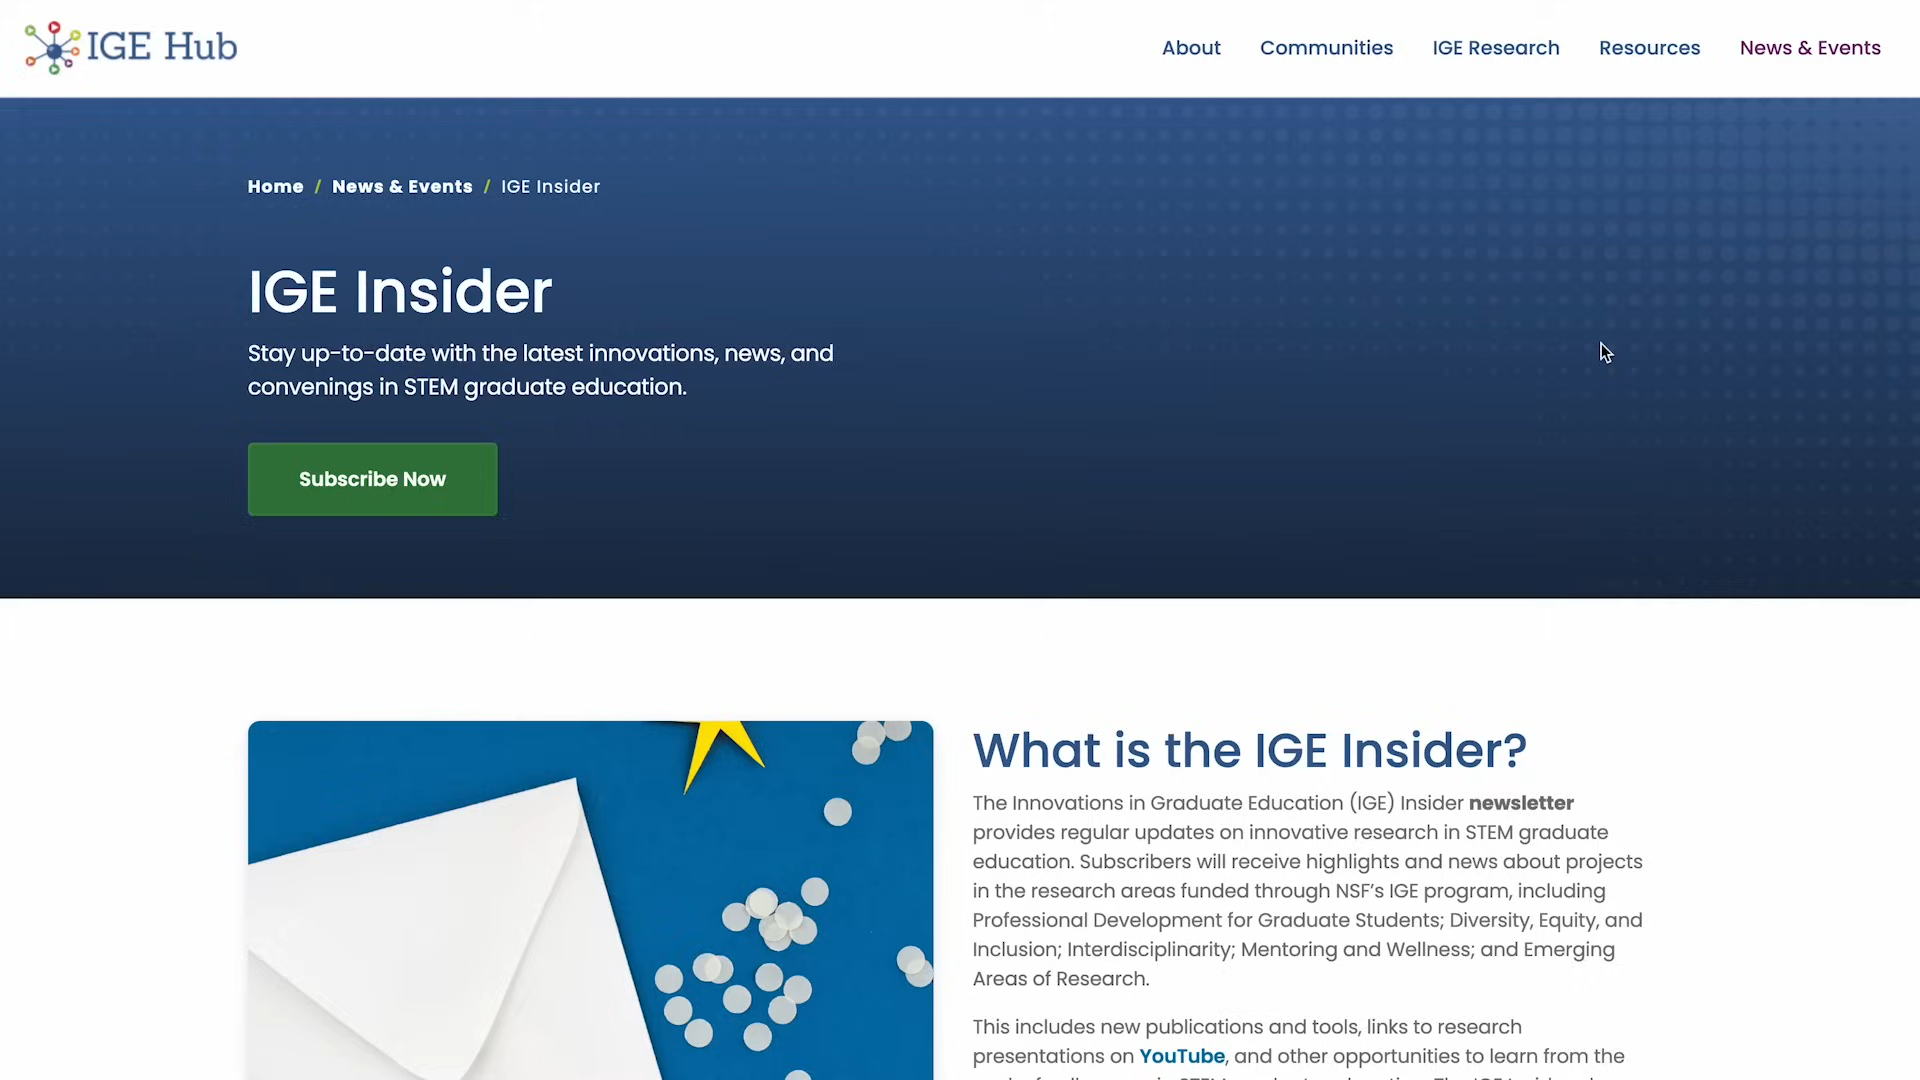 IGE Hub
About Communities IGE Research Resources News & Events
Home / News & Events / IGE Insider
IGE Insider
Stay up-to-date with the latest innovations, news, and
convenings in STEM graduate education.
Subscribe Now
What is the IGE Insider?
The Innovations in Graduate Education (IGE) Insider newsletter
provides regular updates on innovative research in STEM graduate
education. Subscribers will receive highlights and news about projects
in the research areas funded through NSF’s IGE program, including
Professional Development for Graduate Students; Diversity, Equity, and
Inclusion; Interdisciplinarity; Mentoring and Wellness; and Emerging
Areas of Research.
This includes new publications and tools, links to research
presentations on YouTube, and other opportunities to learn from the